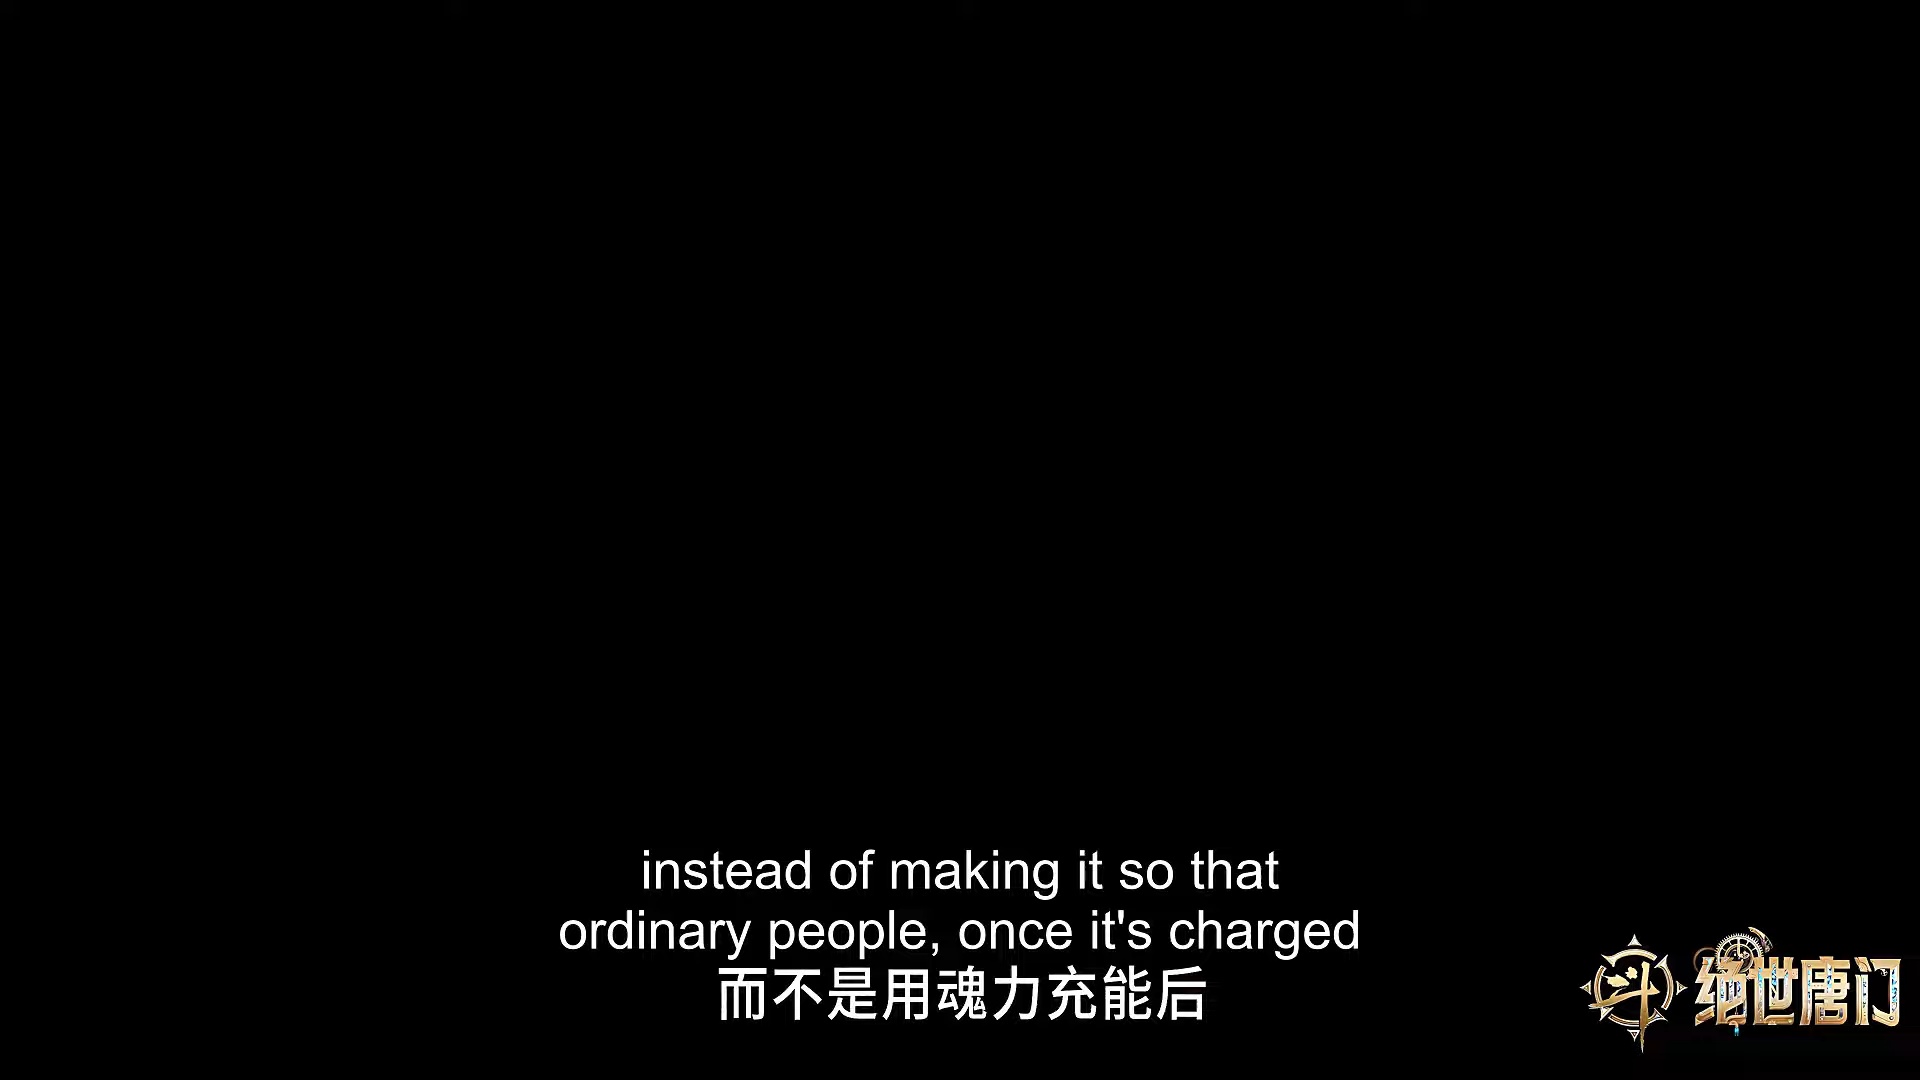 instead of making it so that
ordinary people, once it's charged
而不是用魂力充能后
斗 绝世唐门